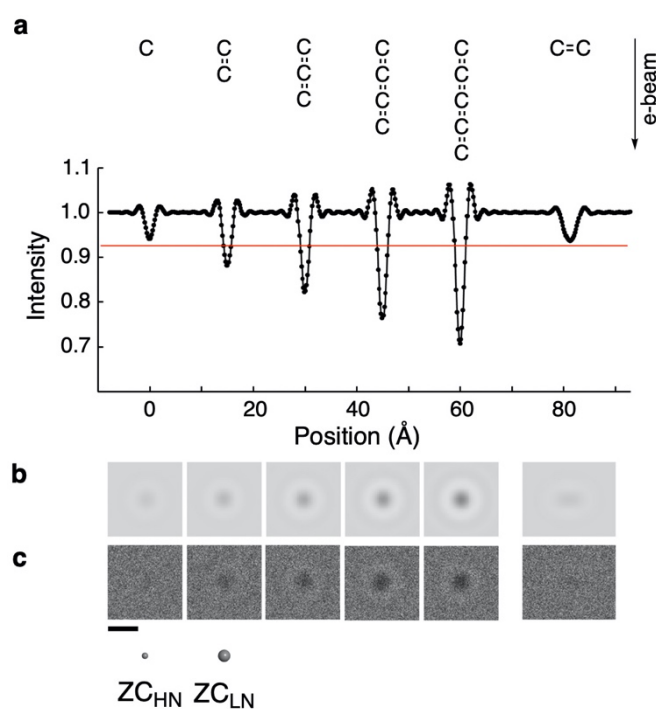 a
C C C C C C=C
C C C C
C C C
C C
C
e-beam
1.1
1.0
0.9
0.8
0.7
Intensity
0 20 40 60 80
Position (Å)
b
c
ZC_HN ZC_LN